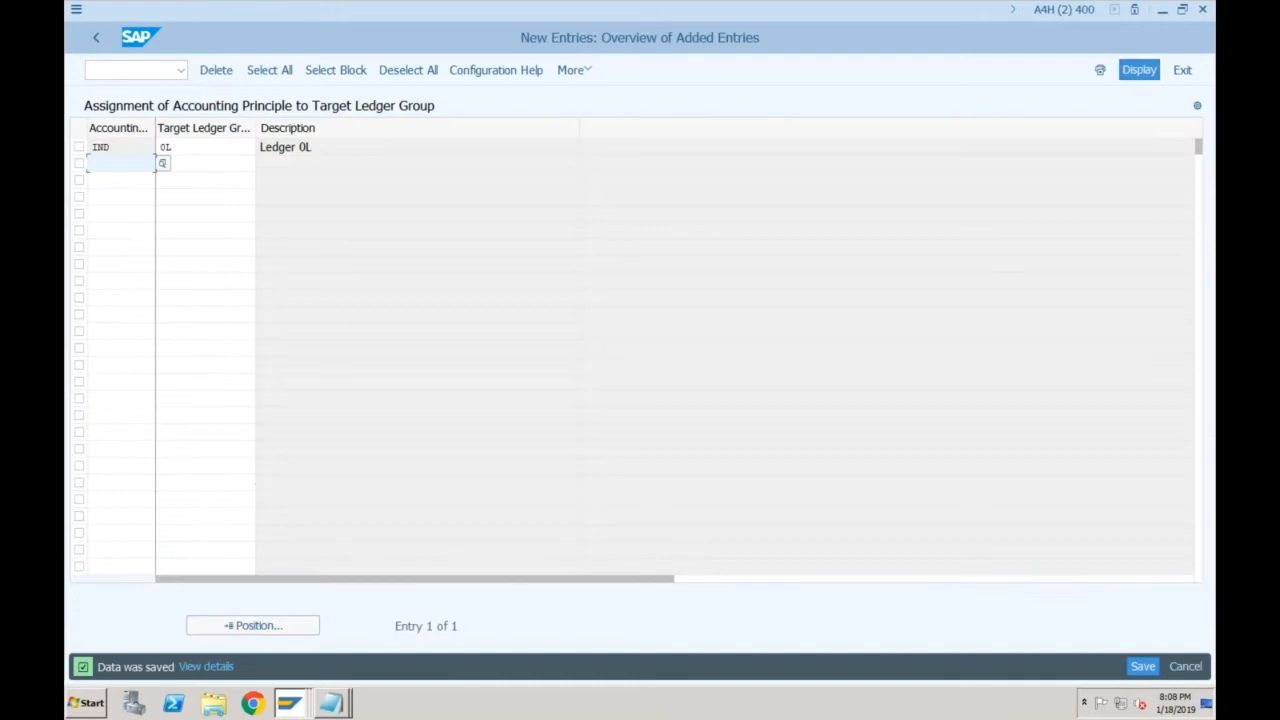 A4H (2) 400
SAP
New Entries: Overview of Added Entries
Delete Select All Select Block Deselect All Configuration Help More Display Exit
Assignment of Accounting Principle to Target Ledger Group
Accountin... Target Ledger Gr... Description
IND 0L Ledger 0L
Position... Entry 1 of 1
Data was saved View details Save Cancel
Start 8:08 PM
1/18/2019